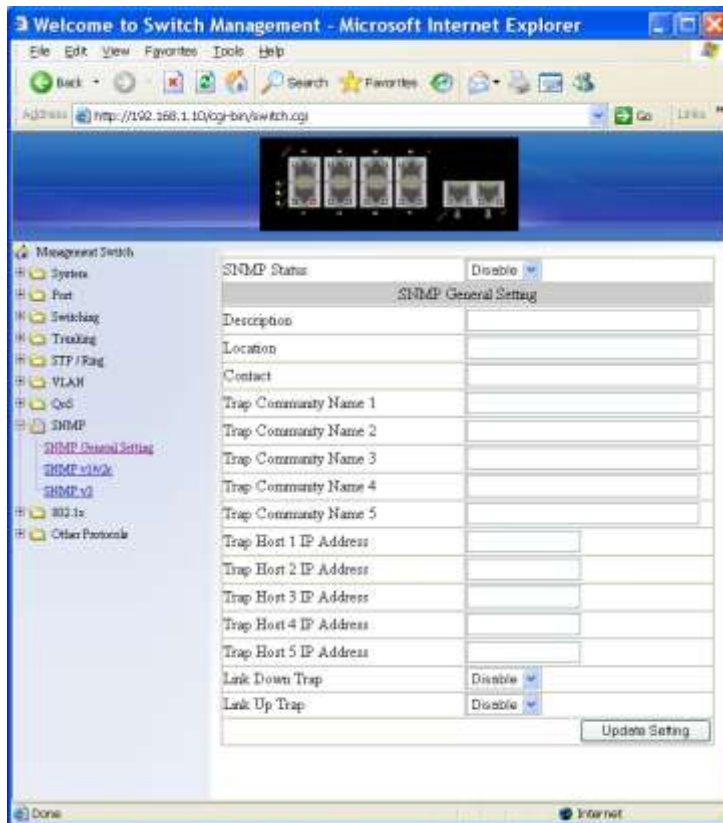 Welcome to Switch Management - Microsoft Internet Explorer
File Edit View Favorites Tools Help
Back Search Favorites
Address http://192.168.1.10/cgi-bin/switch.cgi Go Links »
Management Switch
System
Port
Switching
Trunking
STP / Ring
VLAN
QoS
SNMP
SNMP General Setting
SNMP v1/v2c
SNMP v3
802.1x
Other Protocols
SNMP Status Disable
SNMP General Setting
Description
Location
Contact
Trap Community Name 1
Trap Community Name 2
Trap Community Name 3
Trap Community Name 4
Trap Community Name 5
Trap Host 1 IP Address
Trap Host 2 IP Address
Trap Host 3 IP Address
Trap Host 4 IP Address
Trap Host 5 IP Address
Link Down Trap Disable
Link Up Trap Disable
Update Setting
Done Internet